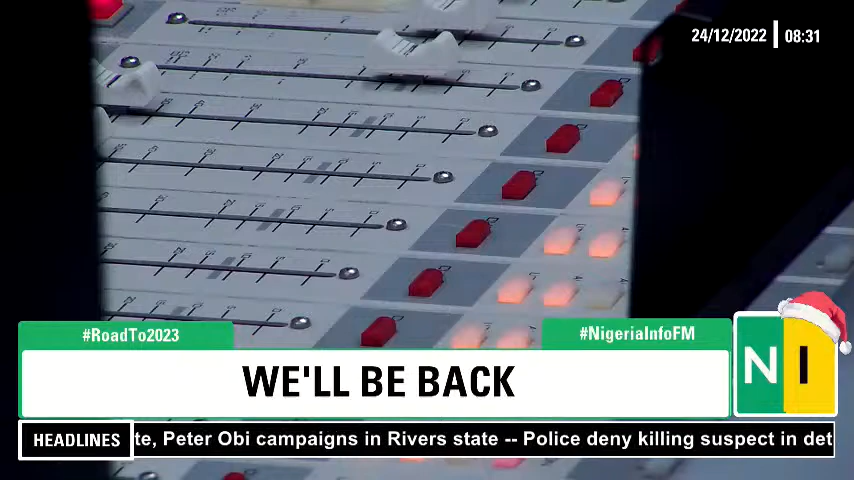 24/12/2022 | 08:31
#RoadTo2023
#NigeriaInfoFM
WE'LL BE BACK
NI
HEADLINES
te, Peter Obi campaigns in Rivers state -- Police deny killing suspect in det